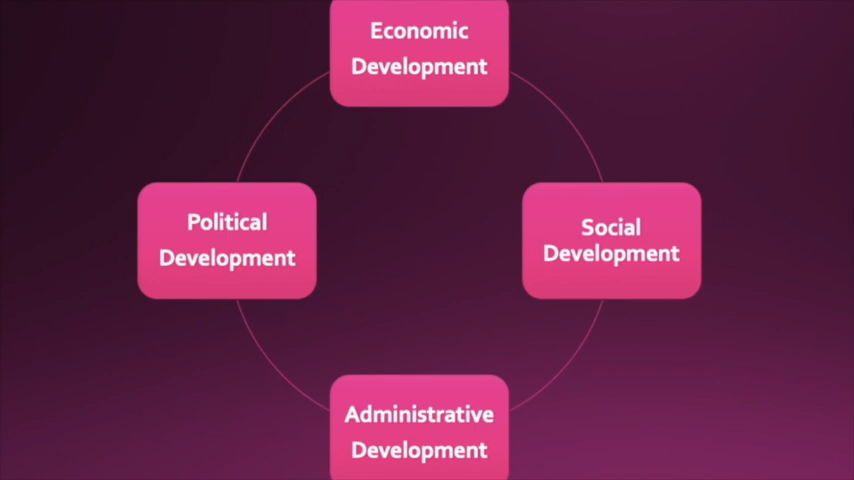 Economic
Development
Political
Development
Social
Development
Administrative
Development